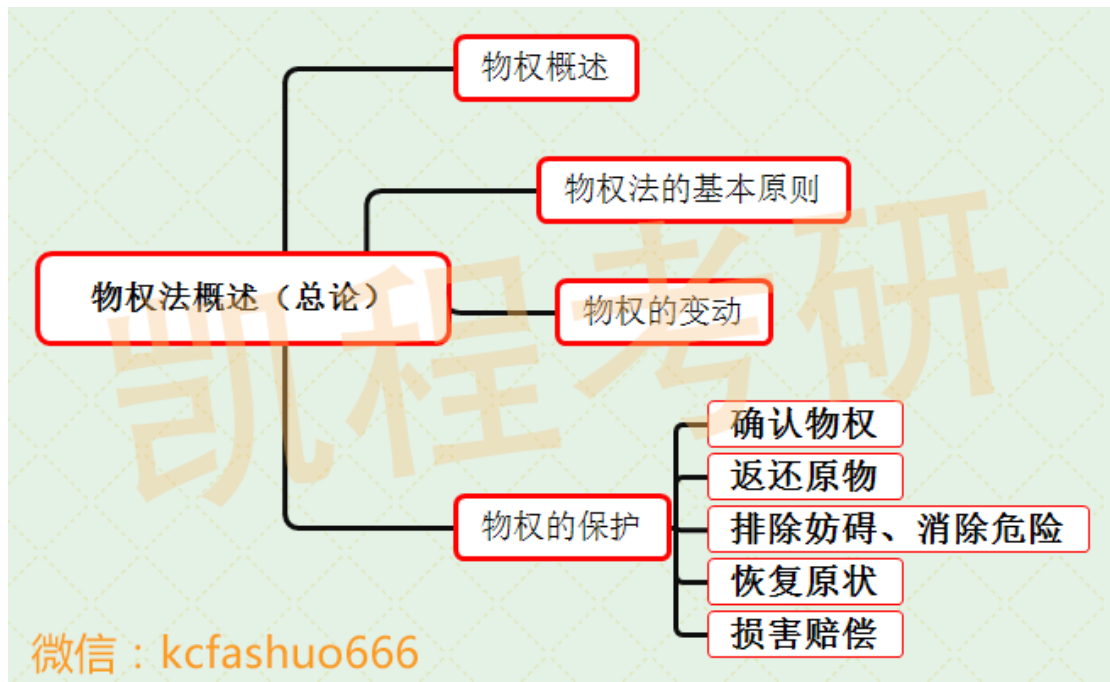 物权概述
物权法的基本原则
物权法概述（总论）
物权的变动
确认物权
返还原物
排除妨碍、消除危险
物权的保护
恢复原状
损害赔偿
凯程考研
微信：kcfashuo666